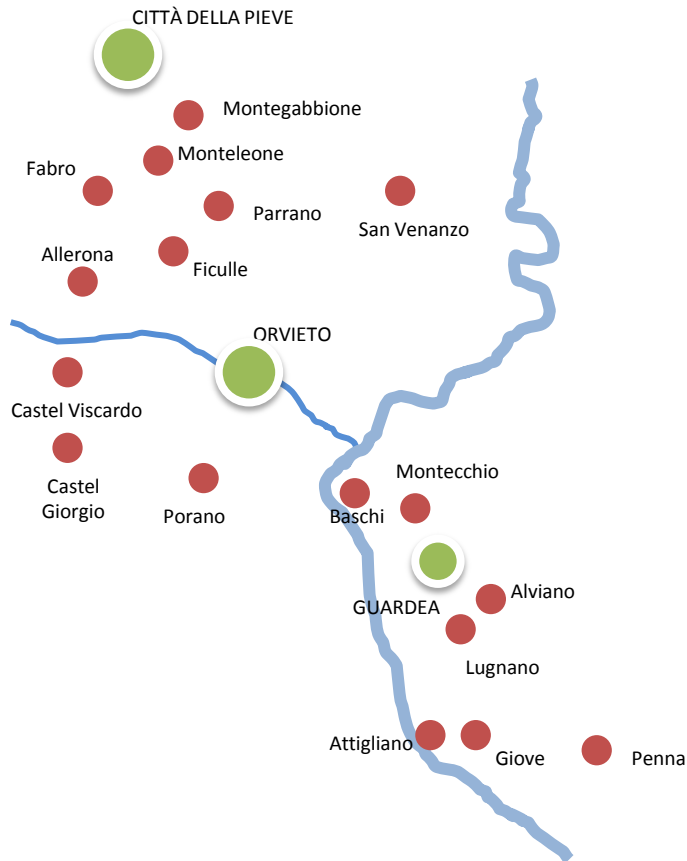 CITTÀ DELLA PIEVE
Montegabbione
Monteleone
Fabro
Parrano
San Venanzo
Allerona
Ficulle
ORVIETO
Castel Viscardo
Montecchio
Castel
Giorgio
Porano
Baschi
Alviano
GUARDEA
Lugnano
Attigliano
Giove
Penna